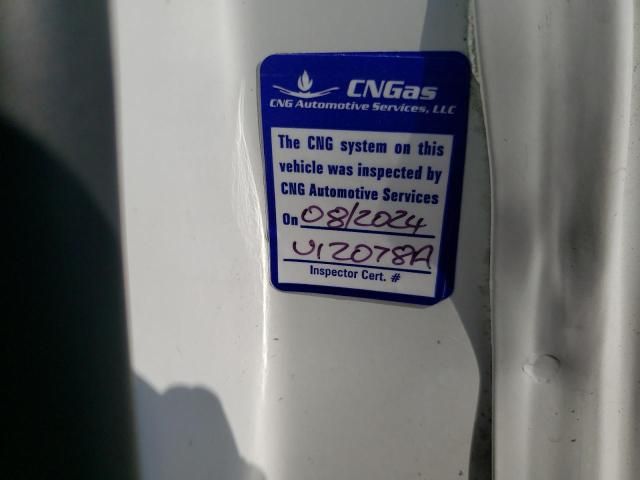 CNGas
CNG Automotive Services, LLC
The CNG system on this
vehicle was inspected by
CNG Automotive Services
On 08/2024
V12078A
Inspector Cert. #